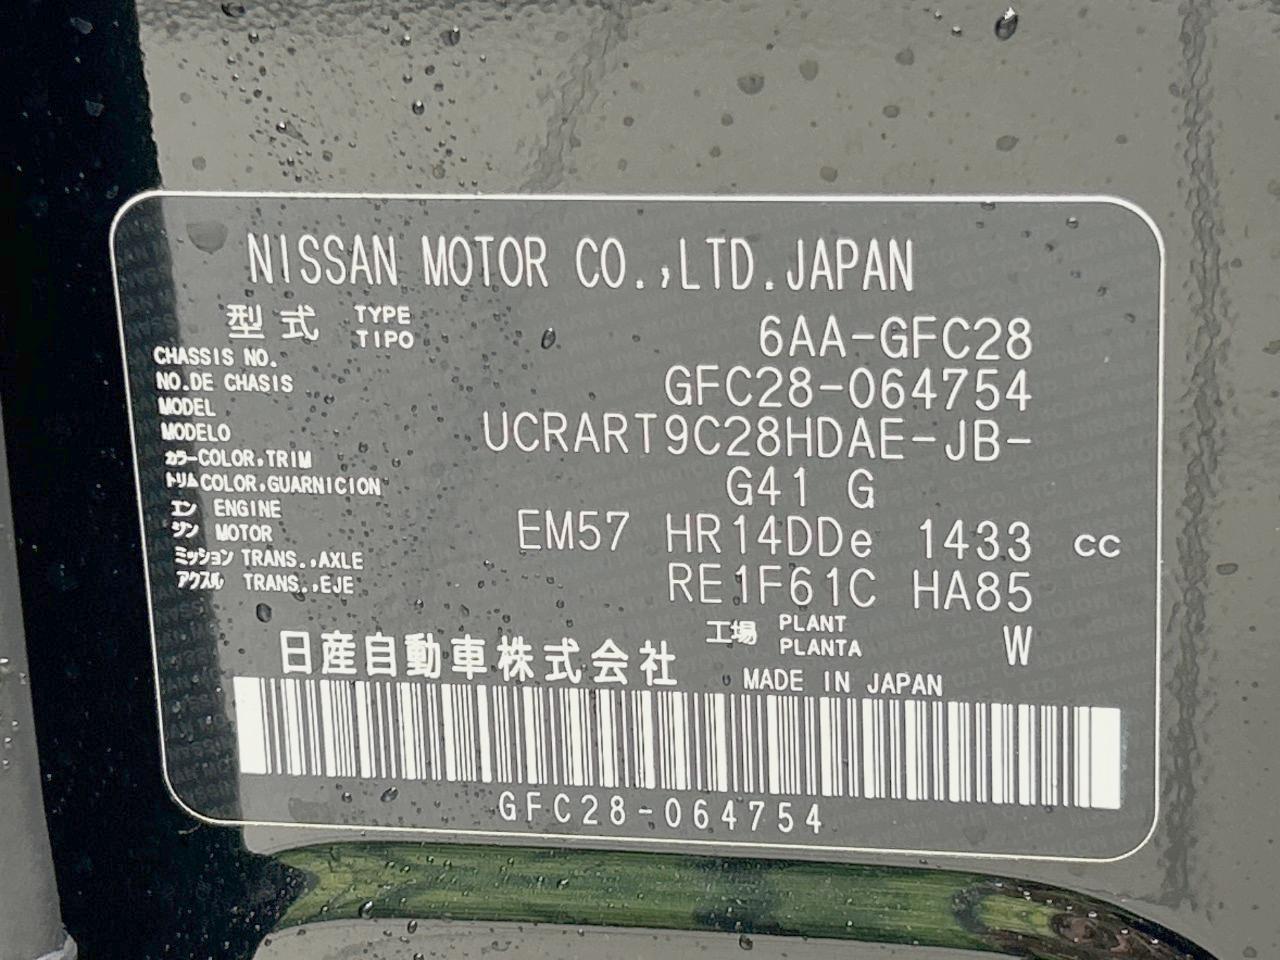 NISSAN MOTOR CO.,LTD.JAPAN
型式 TYPE TIPO 6AA-GFC28
CHASSIS NO.
NO.DE CHASIS GFC28-064754
MODEL
MODELO UCRART9C28HDAE-JB-
カラー COLOR,TRIM
トリム COLOR,GUARNICION G41 G
エン ENGINE
ジン MOTOR EM57 HR14DDe 1433 cc
ミッション TRANS.,AXLE
アクスル TRANS.,EJE RE1F61C HA85
工場 PLANT PLANTA W
日産自動車株式会社 MADE IN JAPAN
GFC28-064754